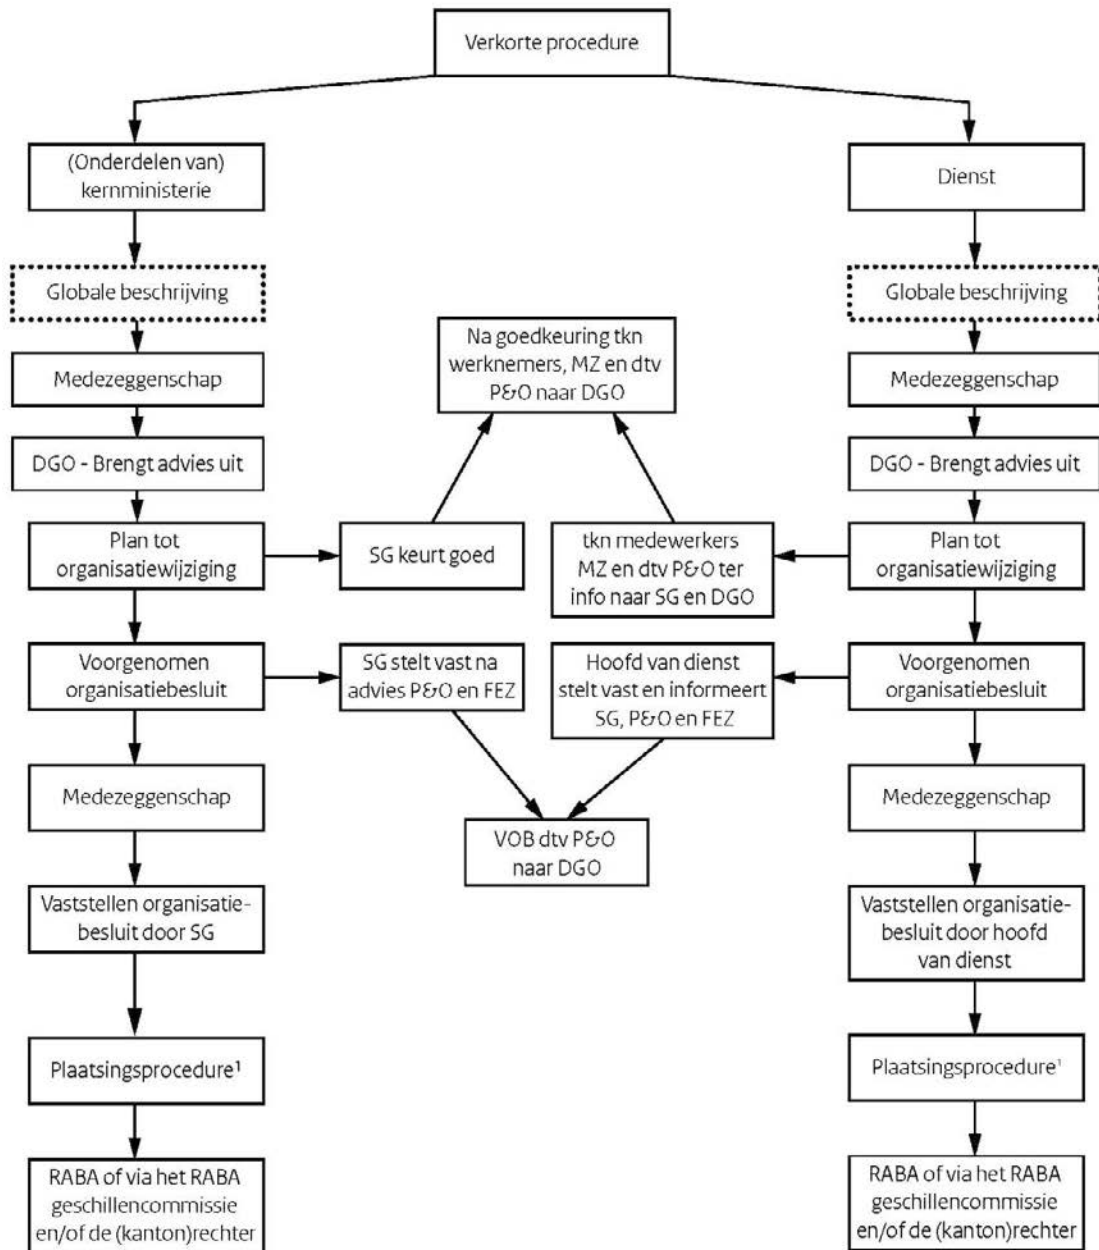 Verkorte procedure
(Onderdelen van)
kernministerie
Dienst
Globale beschrijving
Globale beschrijving
Na goedkeuring tkn
werknemers, MZ en dtv
P&O naar DGO
Medezeggenschap
Medezeggenschap
DGO - Brengt advies uit
DGO - Brengt advies uit
Plan tot
organisatiewijziging
SG keurt goed
tkn medewerkers
MZ en dtv P&O ter
info naar SG en DGO
Plan tot
organisatiewijziging
Voorgenomen
organisatiebesluit
SG stelt vast na
advies P&O en FEZ
Hoofd van dienst
stelt vast en informeert
SG, P&O en FEZ
Voorgenomen
organisatiebesluit
Medezeggenschap
Medezeggenschap
VOB dtv P&O
naar DGO
Vaststellen organisatie-
besluit door SG
Vaststellen organisatie-
besluit door hoofd
van dienst
Plaatsingsprocedure¹
Plaatsingsprocedure¹
RABA of via het RABA
geschillencommissie
en/of de (kanton)rechter
RABA of via het RABA
geschillencommissie
en/of de (kanton)rechter